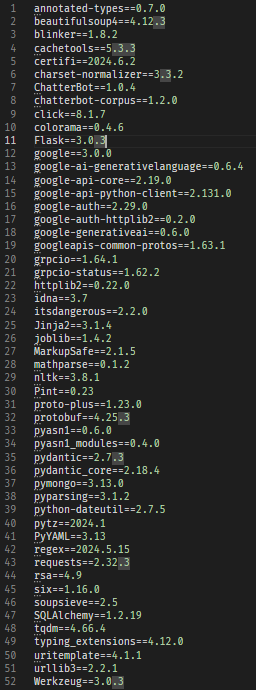 1 annotated-types==0.7.0
2 beautifulsoup4==4.12.3
3 blinker==1.8.2
4 cachetools==5.3.3
5 certifi==2024.6.2
6 charset-normalizer==3.3.2
7 ChatterBot==1.0.4
8 chatterbot-corpus==1.2.0
9 click==8.1.7
10 colorama==0.4.6
11 Flask==3.0.3
12 google==3.0.0
13 google-ai-generativelanguage==0.6.4
14 google-api-core==2.19.0
15 google-api-python-client==2.131.0
16 google-auth==2.29.0
17 google-auth-httplib2==0.2.0
18 google-generativeai==0.6.0
19 googleapis-common-protos==1.63.1
20 grpcio==1.64.1
21 grpcio-status==1.62.2
22 httplib2==0.22.0
23 idna==3.7
24 itsdangerous==2.2.0
25 Jinja2==3.1.4
26 joblib==1.4.2
27 MarkupSafe==2.1.5
28 mathparse==0.1.2
29 nltk==3.8.1
30 Pint==0.23
31 proto-plus==1.23.0
32 protobuf==4.25.3
33 pyasn1==0.6.0
34 pyasn1_modules==0.4.0
35 pydantic==2.7.3
36 pydantic_core==2.18.4
37 pymongo==3.13.0
38 pyparsing==3.1.2
39 python-dateutil==2.7.5
40 pytz==2024.1
41 PyYAML==3.13
42 regex==2024.5.15
43 requests==2.32.3
44 rsa==4.9
45 six==1.16.0
46 soupsieve==2.5
47 SQLAlchemy==1.2.19
48 tqdm==4.66.4
49 typing_extensions==4.12.0
50 uritemplate==4.1.1
51 urllib3==2.2.1
52 Werkzeug==3.0.3